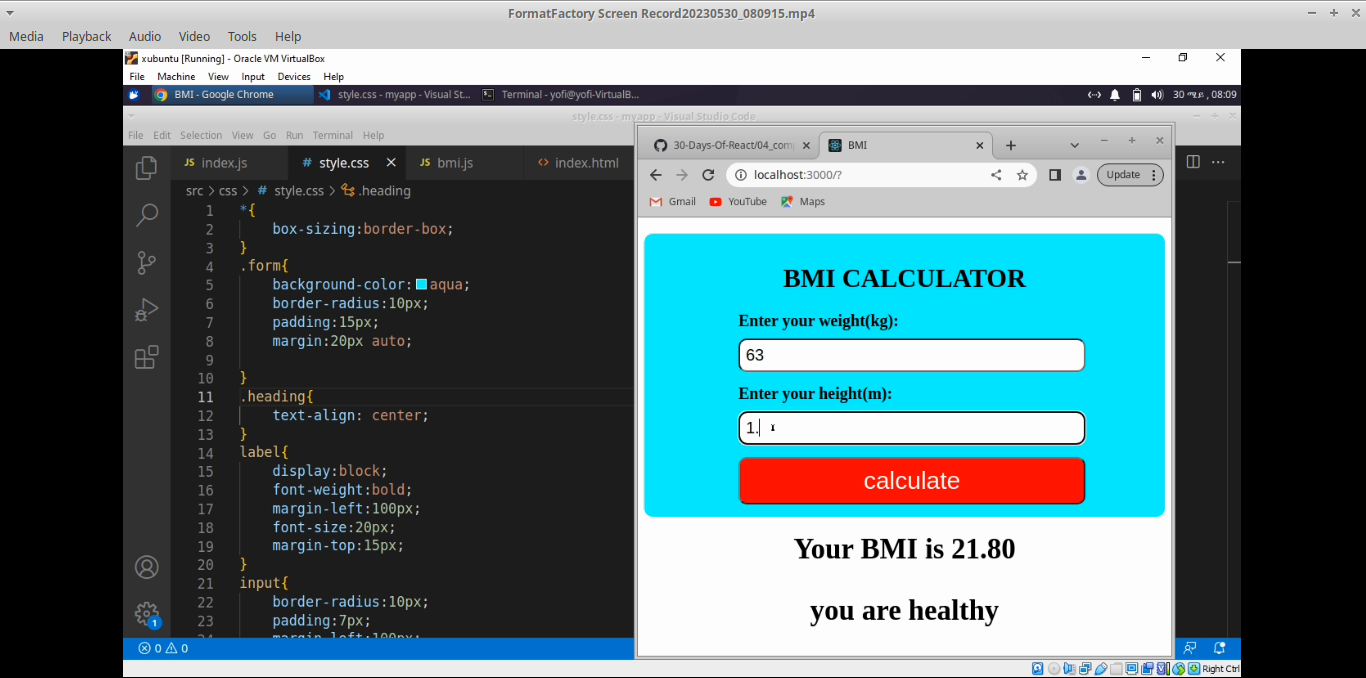 FormatFactory Screen Record20230530_080915.mp4
Media Playback Audio Video Tools Help
xubuntu [Running] - Oracle VM VirtualBox
File Machine View Input Devices Help
BMI - Google Chrome
style.css - myapp - Visual St...
Terminal - yofi@yofi-VirtualB...
30 ሜይ, 08:09
style.css - myapp - Visual Studio Code
File Edit Selection View Go Run Terminal Help
JS index.js
# style.css
JS bmi.js
<> index.html
src > css > # style.css > .heading
1 *{
2 box-sizing:border-box;
3 }
4 .form{
5 background-color:aqua;
6 border-radius:10px;
7 padding:15px;
8 margin:20px auto;
9
10 }
11 .heading{
12 text-align: center;
13 }
14 label{
15 display:block;
16 font-weight:bold;
17 margin-left:100px;
18 font-size:20px;
19 margin-top:15px;
20 }
21 input{
22 border-radius:10px;
23 padding:7px;
24 margin-left:100px;
1
0 0
30-Days-Of-React/04_com
BMI
localhost:3000/?
Update
Gmail YouTube Maps
BMI CALCULATOR
Enter your weight(kg):
63
Enter your height(m):
1.
calculate
Your BMI is 21.80
you are healthy
Right Ctrl